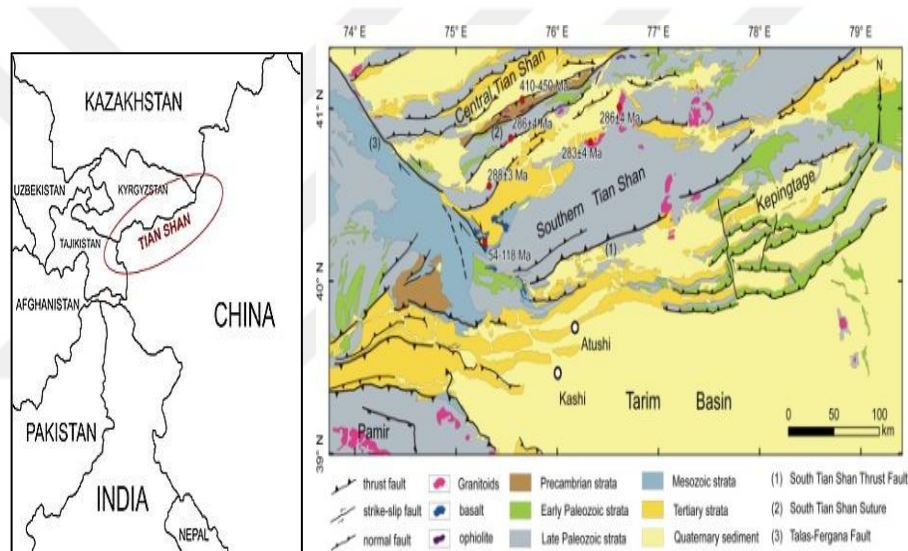 KAZAKHSTAN
UZBEKISTAN
KYRGYZSTAN
TIAN SHAN
TAJIKISTAN
AFGHANISTAN
CHINA
PAKISTAN
INDIA
NEPAL
74° E
75° E
76° E
77° E
78° E
79° E
41° N
40° N
39° N
N
Central Tian Shan
410-450 Ma
(2)
286±4 Ma
286±4 Ma
283±4 Ma
(3)
288±3 Ma
Southern Tian Shan
Kepingtage
(1)
54-118 Ma
Atushi
Kashi
Tarim Basin
Pamir
0 50 100
km
thrust fault
Granitoids
Precambrian strata
Mesozoic strata
(1) South Tian Shan Thrust Fault
strike-slip fault
basalt
Early Paleozoic strata
Tertiary strata
(2) South Tian Shan Suture
normal fault
ophiolite
Late Paleozoic strata
Quaternary sediment
(3) Talas-Fergana Fault